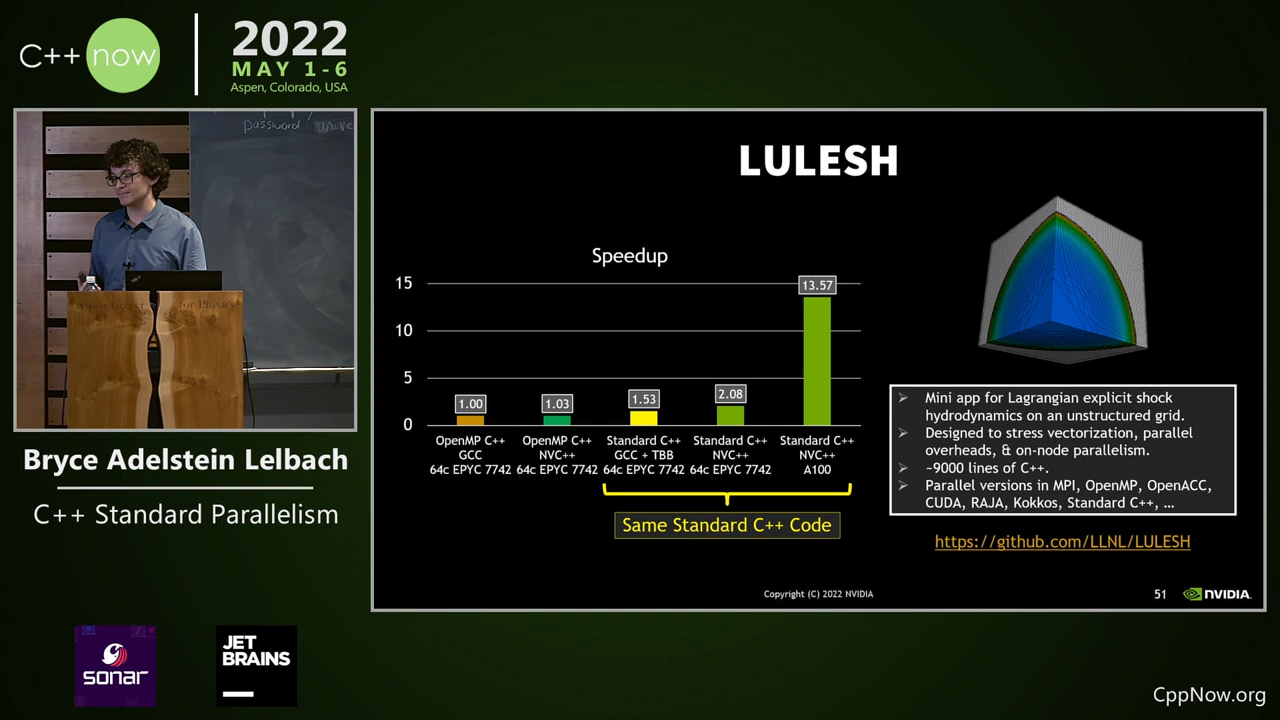 C++ now
2022
MAY 1-6
Aspen, Colorado, USA
password:
Bryce Adelstein Lelbach
C++ Standard Parallelism
sonar
JET
BRAINS
LULESH
Speedup
15
10
5
0
1.00
1.03
1.53
2.08
13.57
OpenMP C++
GCC
64c EPYC 7742
OpenMP C++
NVC++
64c EPYC 7742
Standard C++
GCC + TBB
64c EPYC 7742
Standard C++
NVC++
64c EPYC 7742
Standard C++
NVC++
A100
Same Standard C++ Code
Mini app for Lagrangian explicit shock
hydrodynamics on an unstructured grid.
Designed to stress vectorization, parallel
overheads, & on-node parallelism.
~9000 lines of C++.
Parallel versions in MPI, OpenMP, OpenACC,
CUDA, RAJA, Kokkos, Standard C++, ...
https://github.com/LLNL/LULESH
Copyright (C) 2022 NVIDIA
51
NVIDIA.
CppNow.org